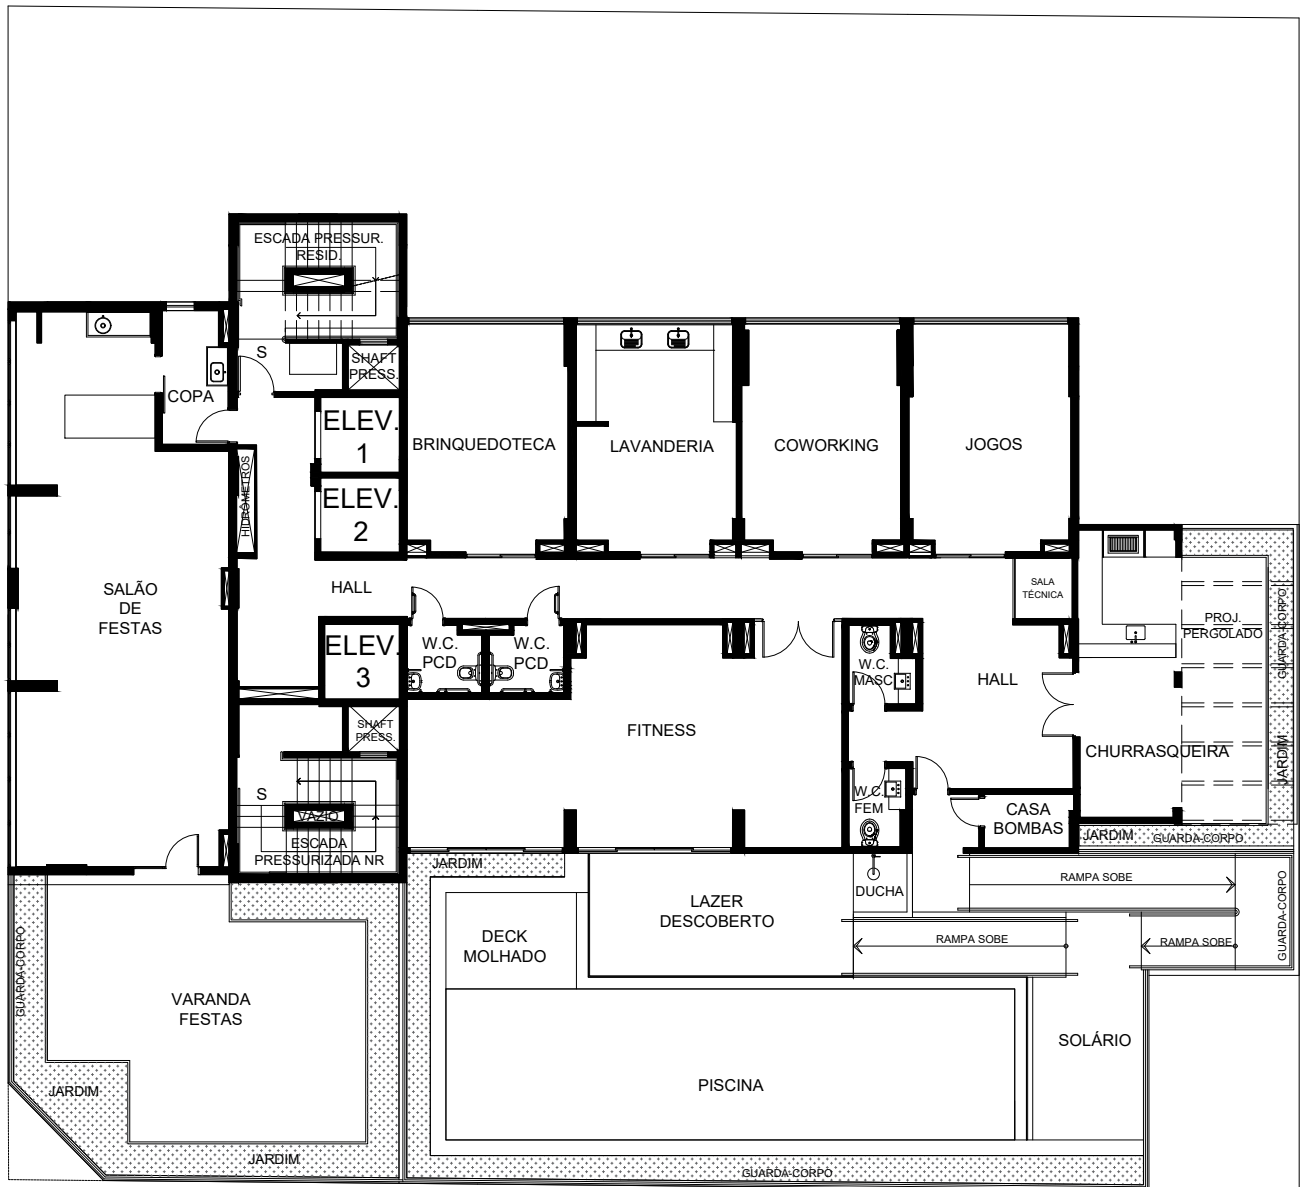 ESCADA PRESSUR.
RESID.
S
SHAFT
PRESS.
COPA
ELEV.
1
BRINQUEDOTECA
LAVANDERIA
COWORKING
JOGOS
HIDRÔMETROS
ELEV.
2
SALÃO
DE
FESTAS
HALL
SALA
TÉCNICA
PROJ.
PERGOLADO
GUARDA-CORPO
ELEV.
3
W.C.
PCD
W.C.
PCD
W.C.
MASC
HALL
SHAFT
PRESS.
FITNESS
CHURRASQUEIRA
JARDIM
S
VAZIO
ESCADA
PRESSURIZADA NR
W.C.
FEM
CASA
BOMBAS
JARDIM
GUARDA-CORPO
JARDIM
DUCHA
RAMPA SOBE
LAZER
DESCOBERTO
GUARDA-CORPO
DECK
MOLHADO
RAMPA SOBE
RAMPA SOBE
GUARDA-CORPO
VARANDA
FESTAS
SOLÁRIO
PISCINA
JARDIM
JARDIM
GUARDA-CORPO